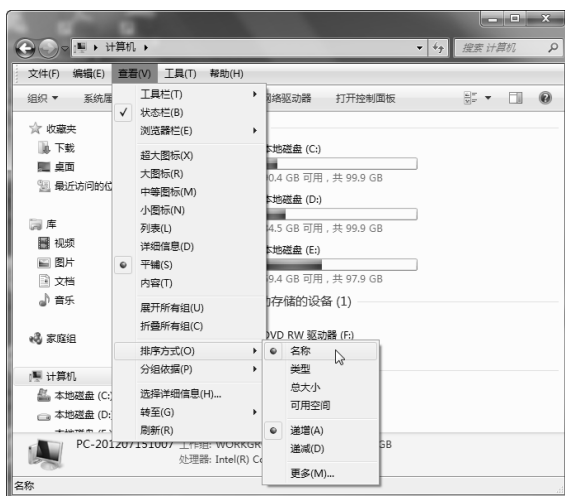 计算机
搜索 计算机
文件(F) 编辑(E) 查看(V) 工具(T) 帮助(H)
组织 系统属 网络驱动器 打开控制面板
收藏夹
下载
桌面
最近访问的位
库
视频
图片
文档
音乐
家庭组
计算机
本地磁盘 (C:)
本地磁盘 (D:
工具栏(T)
状态栏(B)
浏览器栏(E)
超大图标(X)
大图标(R)
中等图标(M)
小图标(N)
列表(L)
详细信息(D)
平铺(S)
内容(T)
展开所有组(U)
折叠所有组(C)
排序方式(O)
分组依据(P)
选择详细信息(H)...
转至(G)
刷新(R)
本地磁盘 (C:)
0.4 GB 可用，共 99.9 GB
本地磁盘 (D:)
4.5 GB 可用，共 99.9 GB
本地磁盘 (E:)
9.4 GB 可用，共 97.9 GB
存储的设备 (1)
DVD RW 驱动器 (F:)
名称
类型
总大小
可用空间
递增(A)
递减(D)
更多(M)...
PC-201207151007 工作组: WORKGR GB
处理器: Intel(R) Co
名称